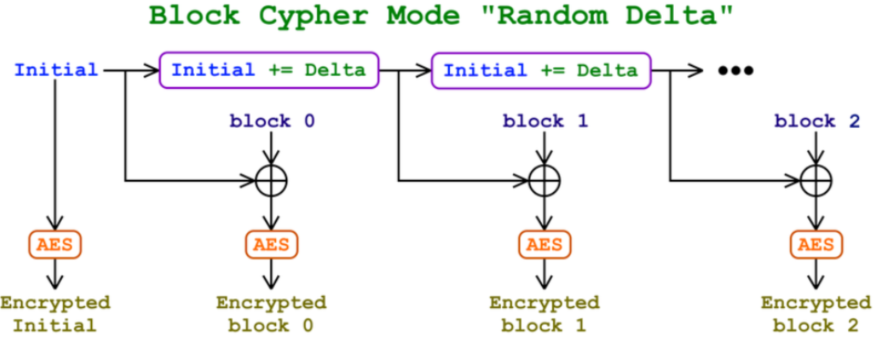 Block Cypher Mode "Random Delta"
Initial Initial += Delta Initial += Delta
block 0 block 1 block 2
AES AES AES AES
Encrypted Encrypted Encrypted Encrypted
Initial block 0 block 1 block 2